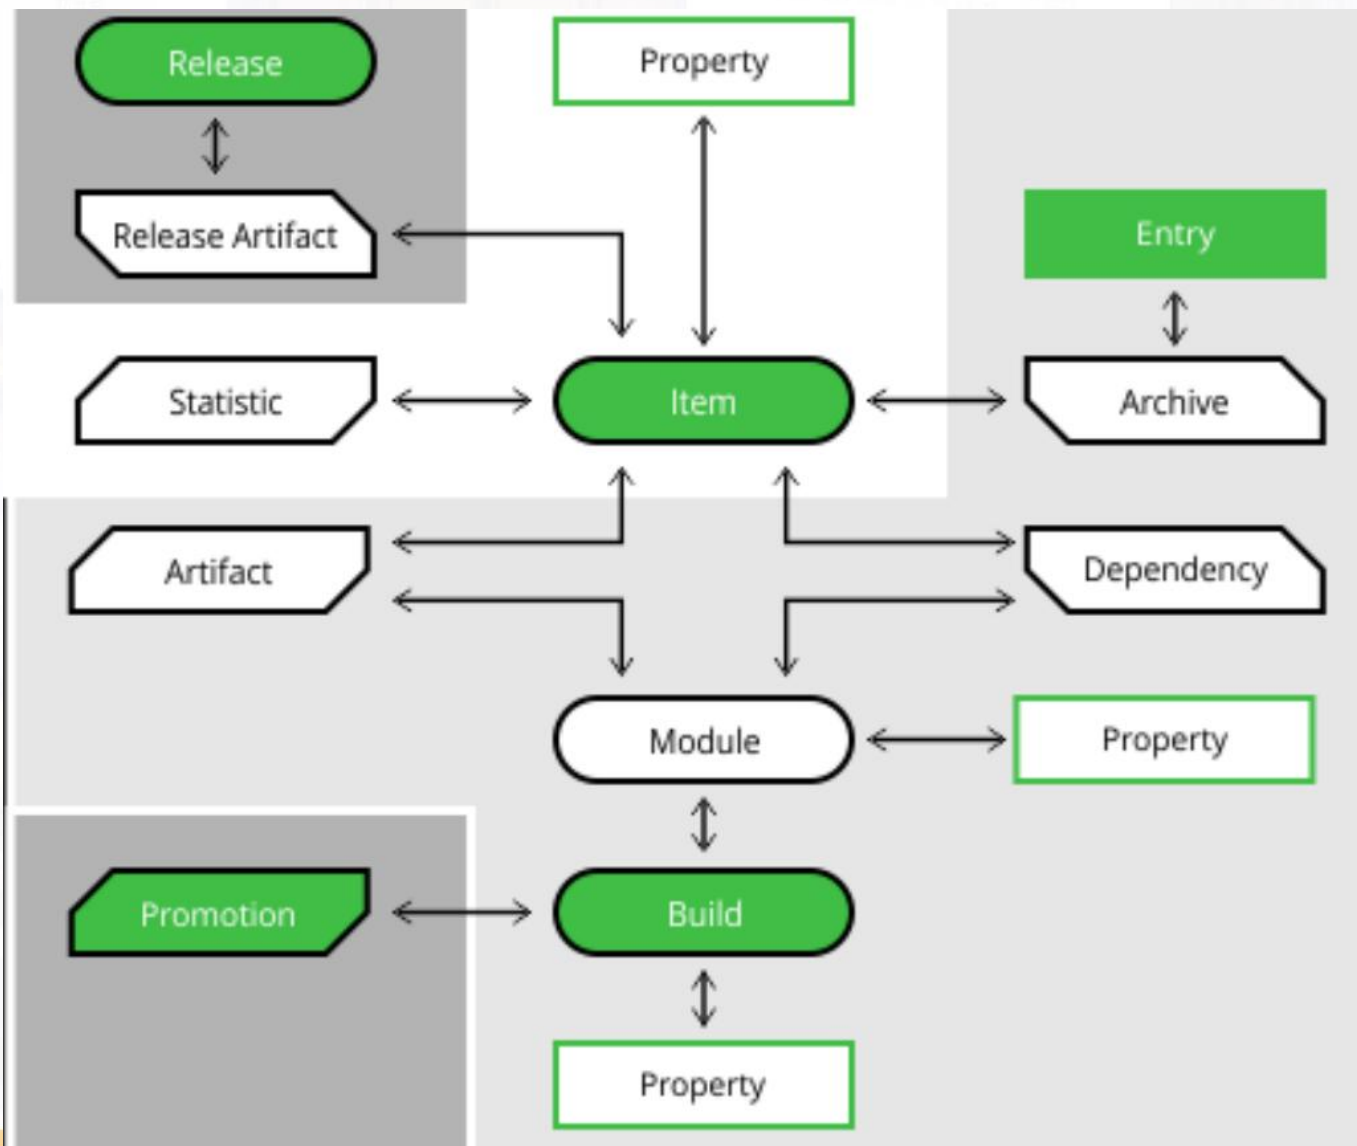 Release
Property
Release Artifact
Entry
Statistic
Item
Archive
Artifact
Dependency
Module
Property
Promotion
Build
Property